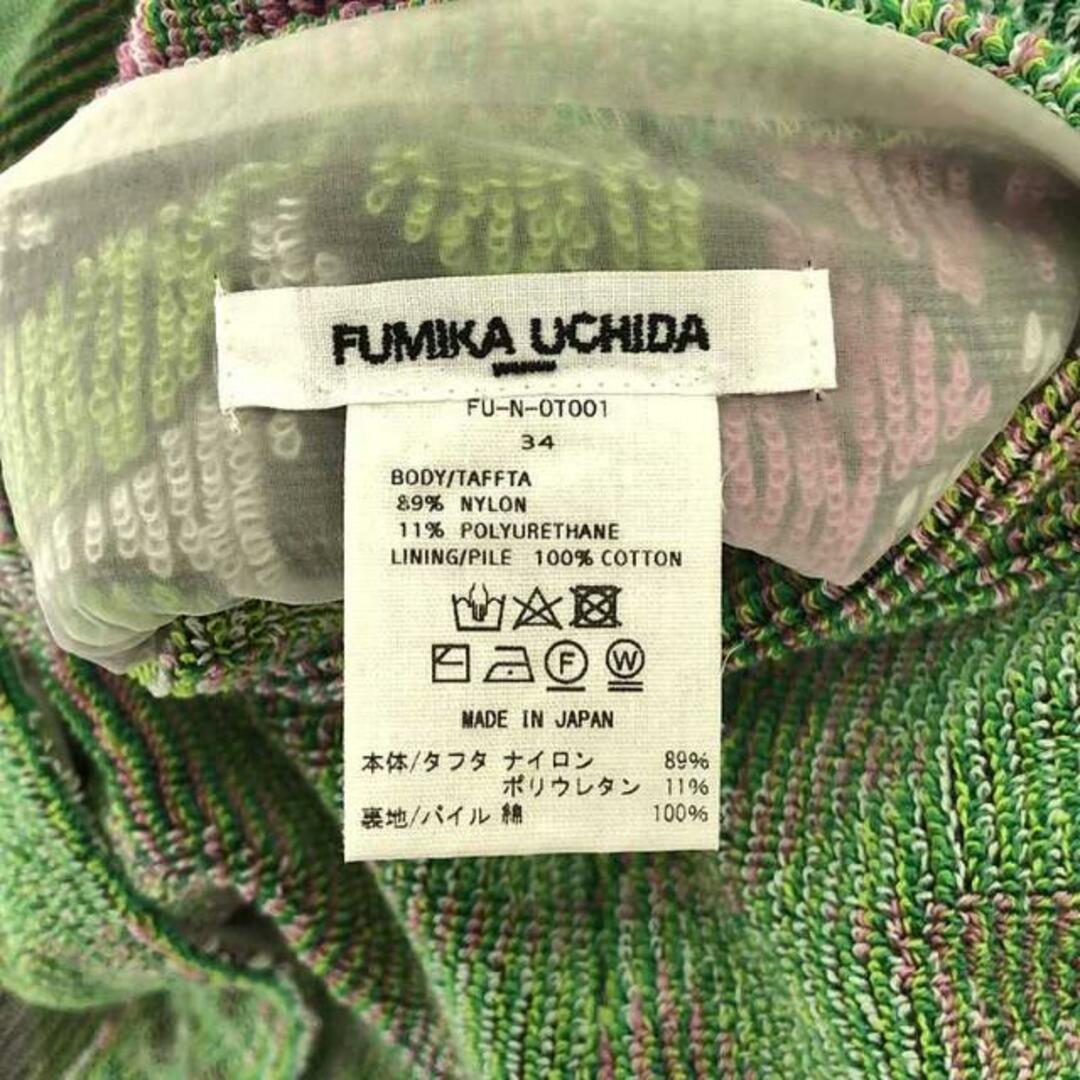 FUMIKA UCHIDA
FU-N-OT001
34
BODY/TAFFTA
89% NYLON
11% POLYURETHANE
LINING/PILE 100% COTTON
F W
MADE IN JAPAN
本体/タフタ ナイロン 89%
ポリウレタン 11%
裏地/パイル 綿 100%